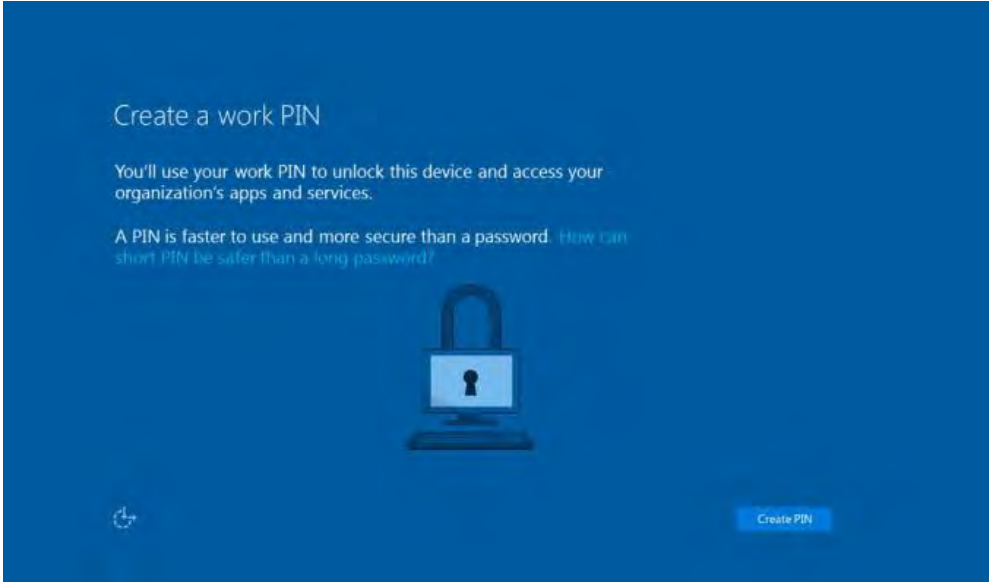 Create a work PIN
You'll use your work PIN to unlock this device and access your
organization's apps and services.
A PIN is faster to use and more secure than a password. How can
short PIN be safer than a long password?
Create PIN